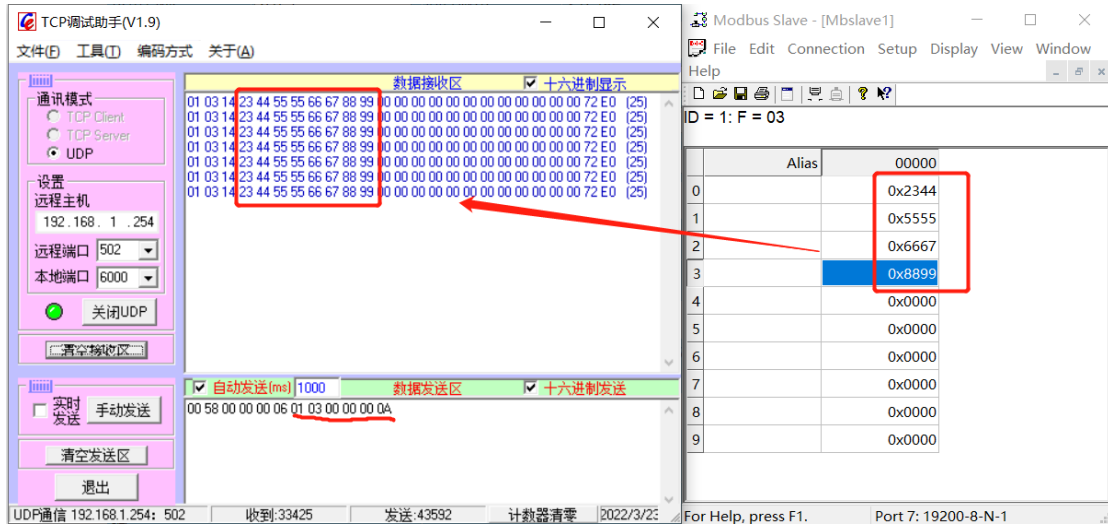 TCP调试助手(V1.9)
文件(F) 工具(T) 编码方式 关于(A)
通讯模式
TCP Client
TCP Server
UDP
设置
远程主机
192.168. 1 .254
远程端口 502
本地端口 6000
关闭UDP
清空接收区
数据接收区 十六进制显示
01 03 14 23 44 55 55 66 67 88 99 00 00 00 00 00 00 00 00 00 00 00 00 72 E0 (25)
01 03 14 23 44 55 55 66 67 88 99 00 00 00 00 00 00 00 00 00 00 00 00 72 E0 (25)
01 03 14 23 44 55 55 66 67 88 99 00 00 00 00 00 00 00 00 00 00 00 00 72 E0 (25)
01 03 14 23 44 55 55 66 67 88 99 00 00 00 00 00 00 00 00 00 00 00 00 72 E0 (25)
01 03 14 23 44 55 55 66 67 88 99 00 00 00 00 00 00 00 00 00 00 00 00 72 E0 (25)
01 03 14 23 44 55 55 66 67 88 99 00 00 00 00 00 00 00 00 00 00 00 00 72 E0 (25)
01 03 14 23 44 55 55 66 67 88 99 00 00 00 00 00 00 00 00 00 00 00 00 72 E0 (25)
实时发送
手动发送
清空发送区
退出
自动发送(ms) 1000 数据发送区 十六进制发送
00 58 00 00 00 06 01 03 00 00 00 0A
UDP通信 192.168.1.254: 502 收到:33425 发送:43592 计数器清零 2022/3/23
Modbus Slave - [Mbslave1]
File Edit Connection Setup Display View Window
Help
ID = 1: F = 03
Alias 00000
0 0x2344
1 0x5555
2 0x6667
3 0x8899
4 0x0000
5 0x0000
6 0x0000
7 0x0000
8 0x0000
9 0x0000
For Help, press F1. Port 7: 19200-8-N-1